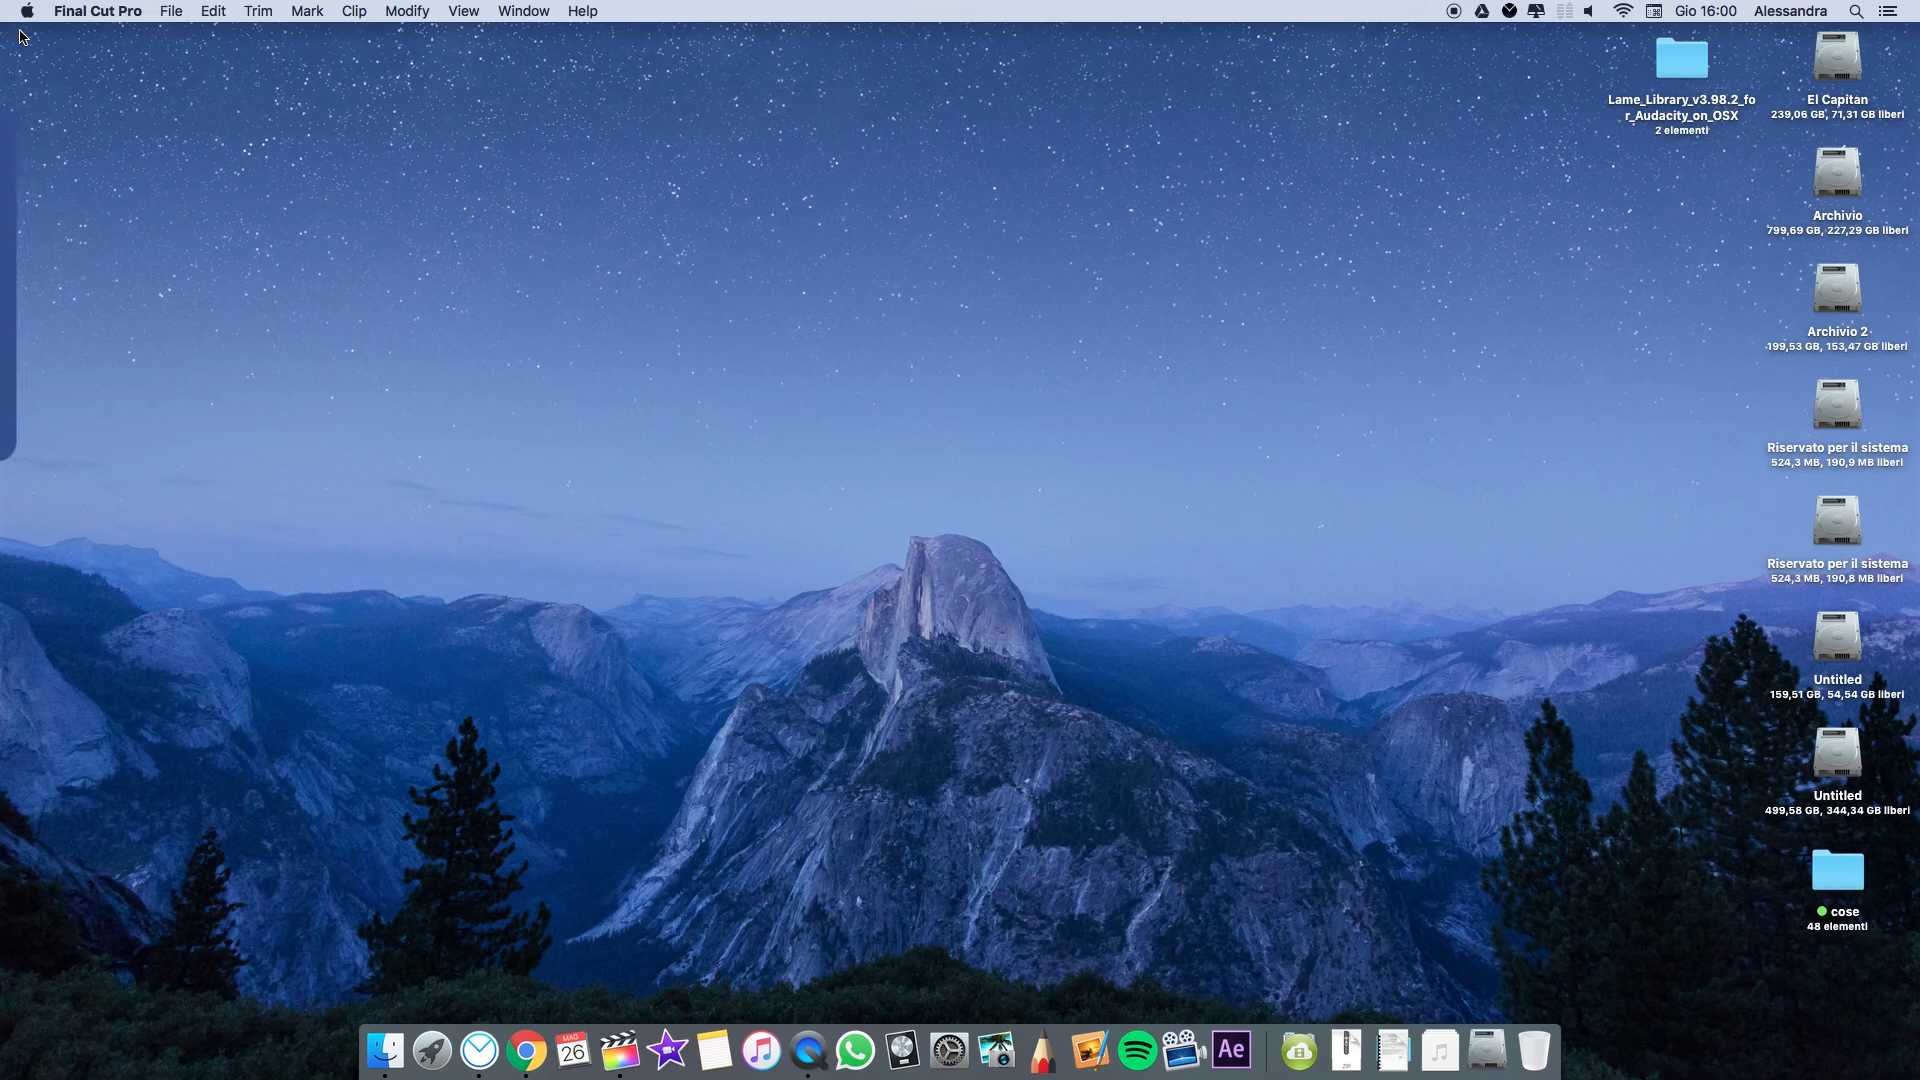 Final Cut Pro File Edit Trim Mark Clip Modify View Window Help Gio 16:00 Alessandra
Lame_Library_v3.98.2_fo
r_Audacity_on_OSX
2 elementi
El Capitan
239,06 GB, 71,31 GB liberi
Archivio
799,69 GB, 227,29 GB liberi
Archivio 2
199,53 GB, 153,47 GB liberi
Riservato per il sistema
524,3 MB, 190,9 MB liberi
Riservato per il sistema
524,3 MB, 190,8 MB liberi
Untitled
159,51 GB, 54,54 GB liberi
Untitled
499,58 GB, 344,34 GB liberi
cose
48 elementi
MAG
26
Ae
ZIP